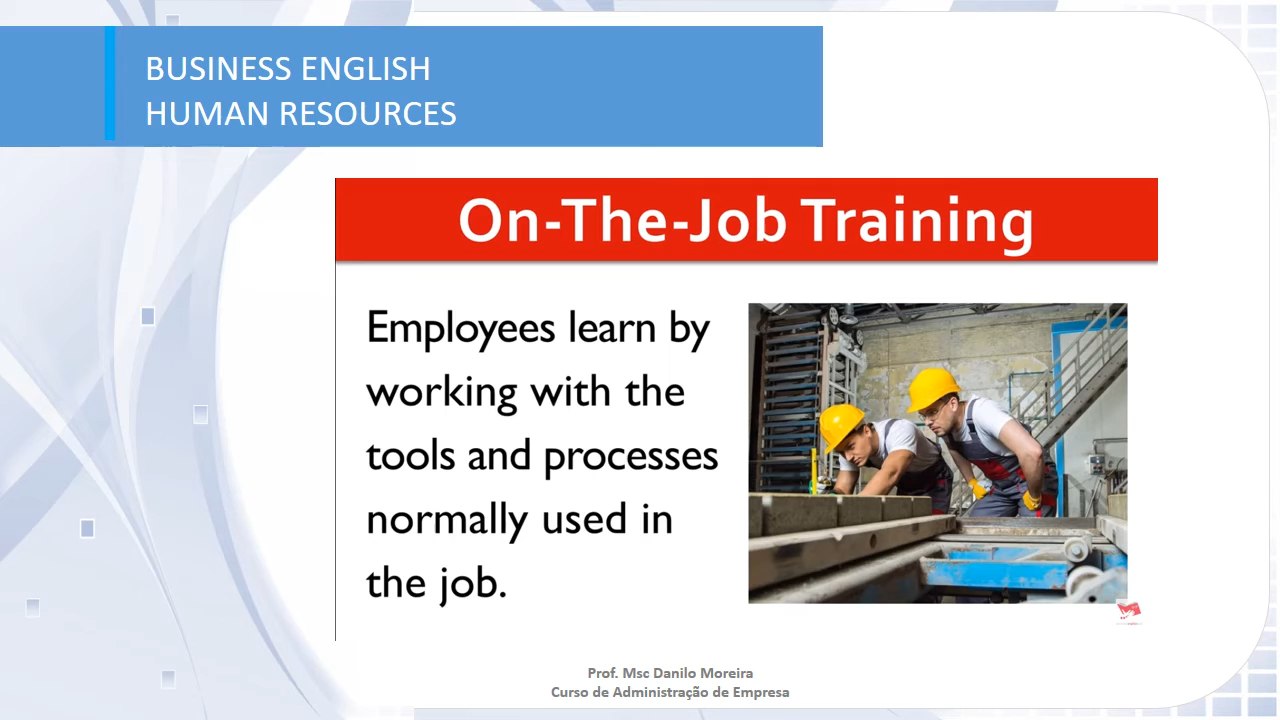 BUSINESS ENGLISH
HUMAN RESOURCES
On-The-Job Training
Employees learn by
working with the
tools and processes
normally used in
the job.
Prof. Msc Danilo Moreira
Curso de Administração de Empresa